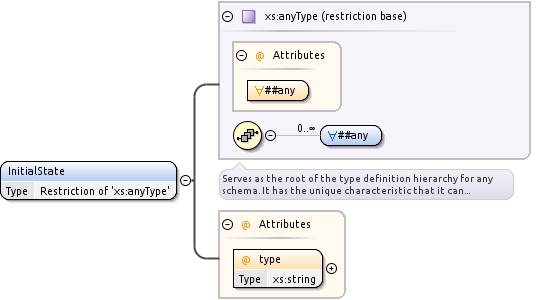 xs:anyType (restriction base)
@ Attributes
∀##any
0..∞
∀##any
InitialState
Type Restriction of 'xs:anyType'
Serves as the root of the type definition hierarchy for any
schema. It has the unique characteristic that it can...
@ Attributes
@ type
Type xs:string